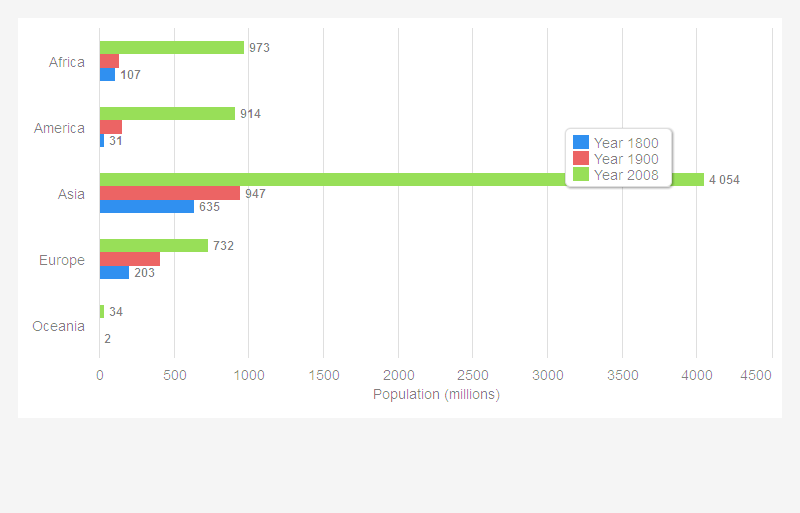 973
Africa
107
914
America
31
Year 1800
Year 1900
Year 2008
4 054
Asia
947
635
732
Europe
203
34
Oceania
2
0 500 1000 1500 2000 2500 3000 3500 4000 4500
Population (millions)